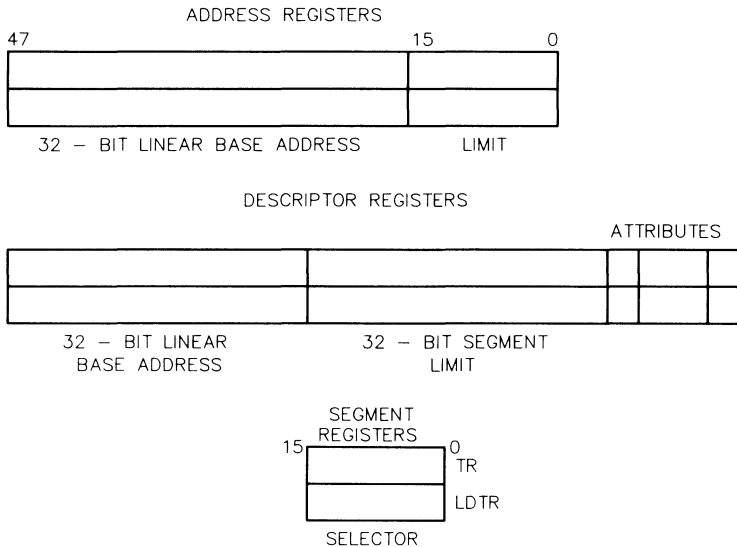 ADDRESS REGISTERS
47 15 0
32 – BIT LINEAR BASE ADDRESS LIMIT
DESCRIPTOR REGISTERS
ATTRIBUTES
32 – BIT LINEAR 32 – BIT SEGMENT
BASE ADDRESS LIMIT
SEGMENT
REGISTERS
15 0
TR
LDTR
SELECTOR